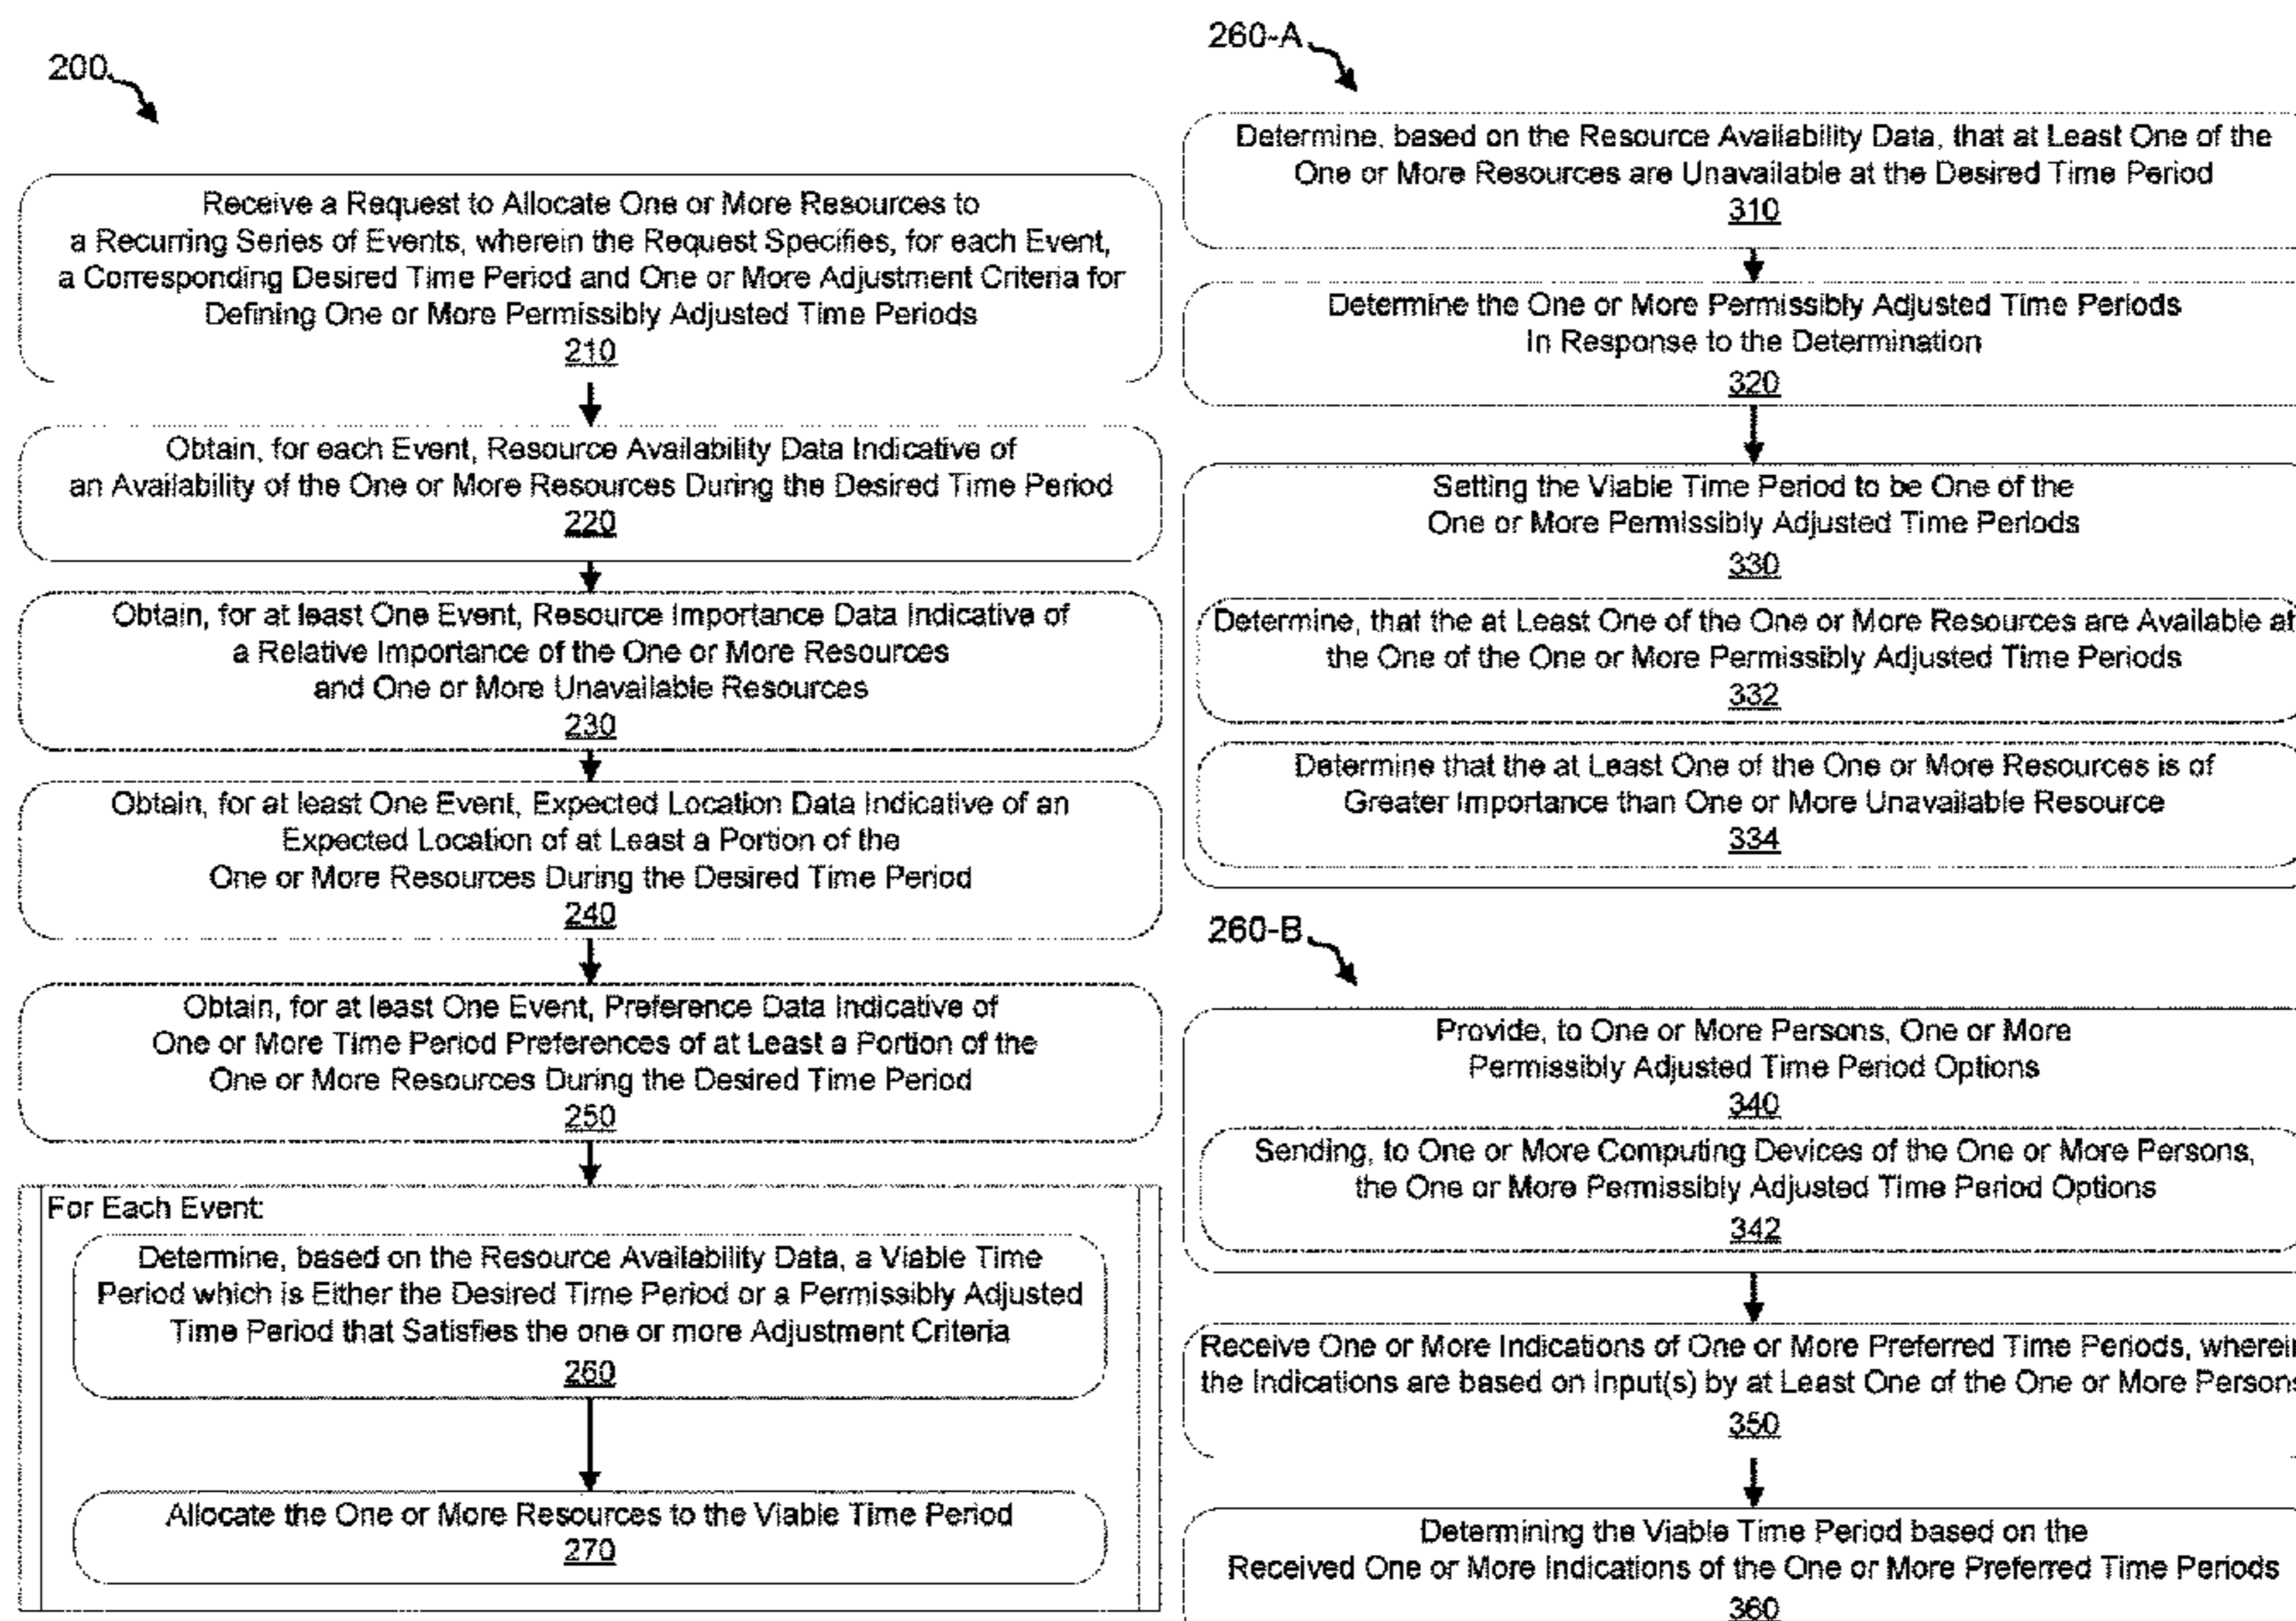 200
Receive a Request to Allocate One or More Resources to
a Recurring Series of Events, wherein the Request Specifies, for each Event,
a Corresponding Desired Time Period and One or More Adjustment Criteria for
Defining One or More Permissibly Adjusted Time Periods
210
Obtain, for each Event, Resource Availability Data Indicative of
an Availability of the One or More Resources During the Desired Time Period
220
Obtain, for at least One Event, Resource Importance Data Indicative of
a Relative Importance of the One or More Resources
and One or More Unavailable Resources
230
Obtain, for at least One Event, Expected Location Data Indicative of an
Expected Location of at Least a Portion of the
One or More Resources During the Desired Time Period
240
Obtain, for at least One Event, Preference Data Indicative of
One or More Time Period Preferences of at Least a Portion of the
One or More Resources During the Desired Time Period
250
For Each Event:
Determine, based on the Resource Availability Data, a Viable Time
Period which is Either the Desired Time Period or a Permissibly Adjusted
Time Period that Satisfies the one or more Adjustment Criteria
260
Allocate the One or More Resources to the Viable Time Period
270
260-A
Determine, based on the Resource Availability Data, that at Least One of the
One or More Resources are Unavailable at the Desired Time Period
310
Determine the One or More Permissibly Adjusted Time Periods
In Response to the Determination
320
Setting the Viable Time Period to be One of the
One or More Permissibly Adjusted Time Periods
330
Determine, that the at Least One of the One or More Resources are Available at
the One of the One or More Permissibly Adjusted Time Periods
332
Determine that the at Least One of the One or More Resources is of
Greater Importance than One or More Unavailable Resource
334
260-B
Provide, to One or More Persons, One or More
Permissibly Adjusted Time Period Options
340
Sending, to One or More Computing Devices of the One or More Persons,
the One or More Permissibly Adjusted Time Period Options
342
Receive One or More Indications of One or More Preferred Time Periods, wherein
the Indications are based on Input(s) by at Least One of the One or More Persons
350
Determining the Viable Time Period based on the
Received One or More Indications of the One or More Preferred Time Periods
360